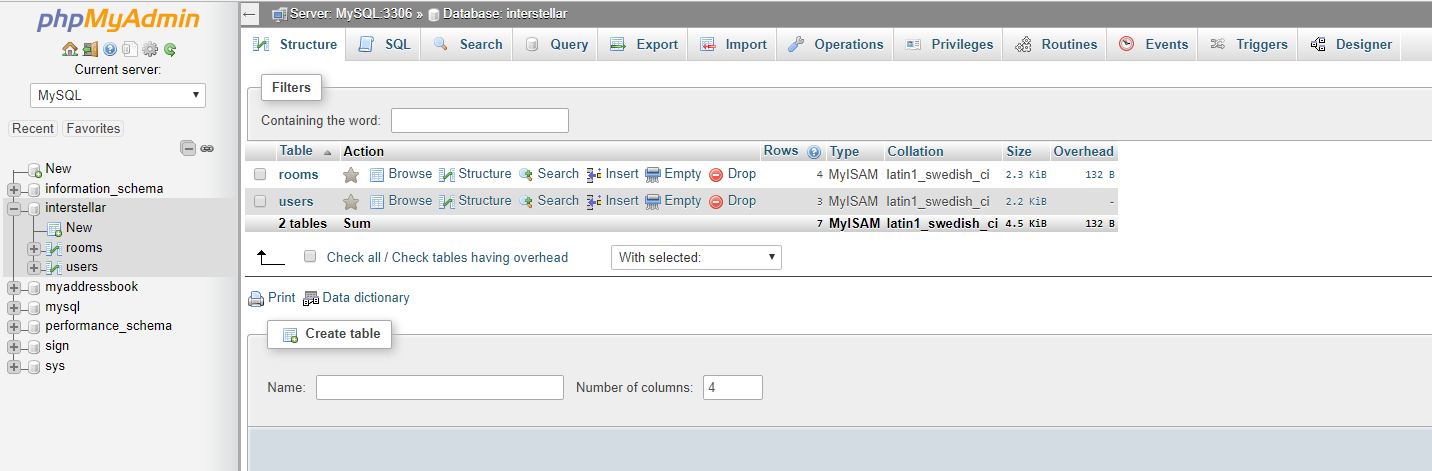 phpMyAdmin
Current server:
MySQL
Recent Favorites
New
information_schema
interstellar
New
rooms
users
myaddressbook
mysql
performance_schema
sign
sys
Server: MySQL:3306 » Database: interstellar
Structure SQL Search Query Export Import Operations Privileges Routines Events Triggers Designer
Filters
Containing the word:
Table Action Rows Type Collation Size Overhead
rooms Browse Structure Search Insert Empty Drop 4 MyISAM latin1_swedish_ci 2.3 KiB 132 B
users Browse Structure Search Insert Empty Drop 3 MyISAM latin1_swedish_ci 2.2 KiB -
2 tables Sum 7 MyISAM latin1_swedish_ci 4.5 KiB 132 B
Check all / Check tables having overhead With selected:
Print Data dictionary
Create table
Name: Number of columns: 4